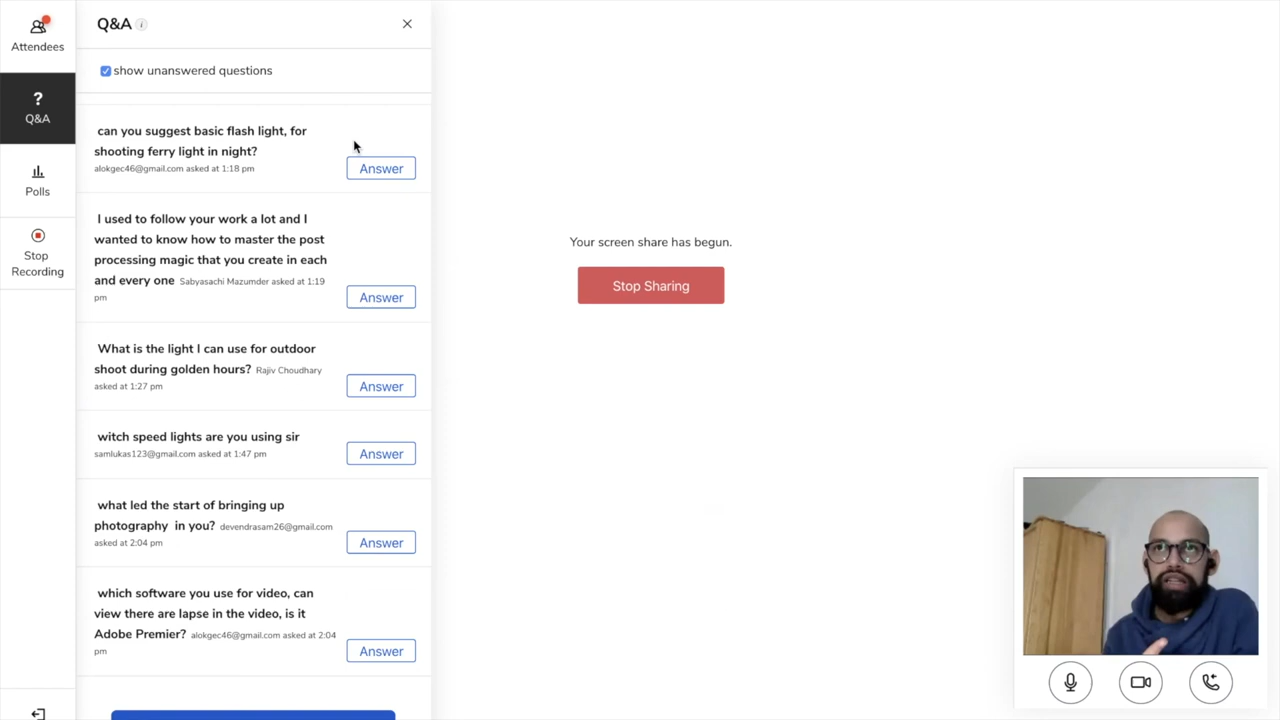 Attendees
Q&A
Polls
Stop
Recording
Q&A i
show unanswered questions
can you suggest basic flash light, for
shooting ferry light in night?
alokgec46@gmail.com asked at 1:18 pm
Answer
I used to follow your work a lot and I
wanted to know how to master the post
processing magic that you create in each
and every one Sabyasachi Mazumder asked at 1:19
pm
Answer
What is the light I can use for outdoor
shoot during golden hours? Rajiv Choudhary
asked at 1:27 pm
Answer
witch speed lights are you using sir
samlukas123@gmail.com asked at 1:47 pm
Answer
what led the start of bringing up
photography in you? devendrasam26@gmail.com
asked at 2:04 pm
Answer
which software you use for video, can
view there are lapse in the video, is it
Adobe Premier? alokgec46@gmail.com asked at 2:04
pm
Answer
Your screen share has begun.
Stop Sharing